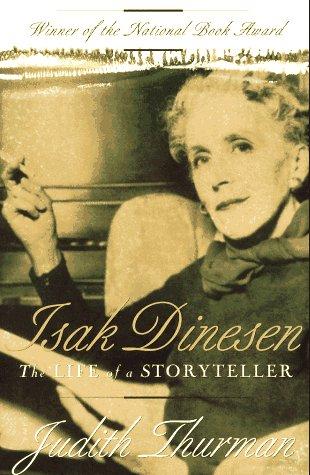 Winner of the National Book Award
Isak Dinesen
The LIFE of a STORYTELLER
Judith Thurman